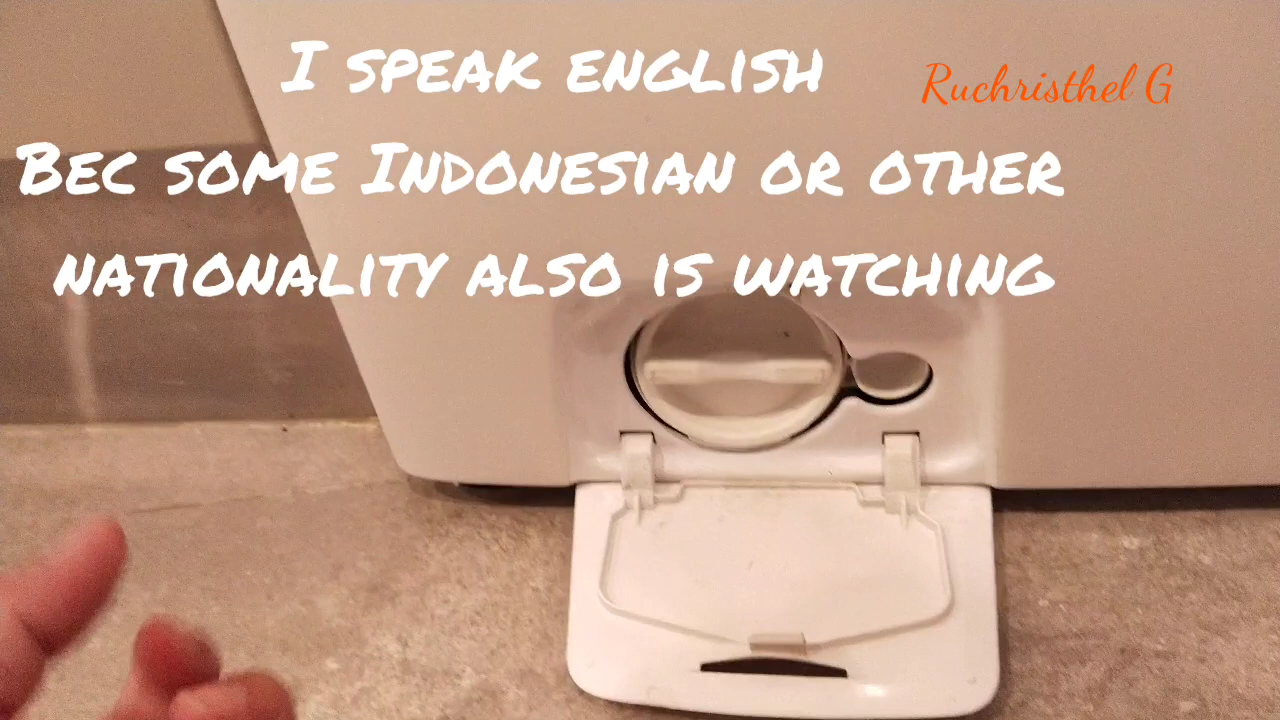 I speak english
Ruchristhel G
Bec some Indonesian or other
nationality also is watching